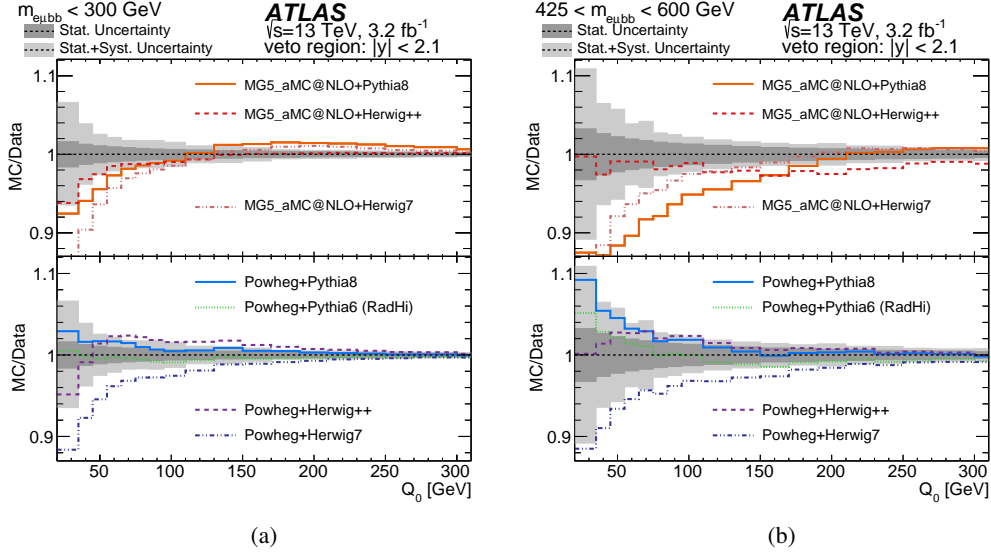 m_eμbb < 300 GeV
ATLAS
Stat. Uncertainty
√s=13 TeV, 3.2 fb⁻¹
Stat.+Syst. Uncertainty
veto region: |y| < 2.1
MC/Data
1.1
1
0.9
MG5_aMC@NLO+Pythia8
MG5_aMC@NLO+Herwig++
MG5_aMC@NLO+Herwig7
MC/Data
1.1
1
0.9
Powheg+Pythia8
Powheg+Pythia6 (RadHi)
Powheg+Herwig++
Powheg+Herwig7
50 100 150 200 250 300
Q₀ [GeV]
(a)
425 < m_eμbb < 600 GeV
ATLAS
Stat. Uncertainty
√s=13 TeV, 3.2 fb⁻¹
Stat.+Syst. Uncertainty
veto region: |y| < 2.1
MC/Data
1.1
1
0.9
MG5_aMC@NLO+Pythia8
MG5_aMC@NLO+Herwig++
MG5_aMC@NLO+Herwig7
MC/Data
1.1
1
0.9
Powheg+Pythia8
Powheg+Pythia6 (RadHi)
Powheg+Herwig++
Powheg+Herwig7
50 100 150 200 250 300
Q₀ [GeV]
(b)